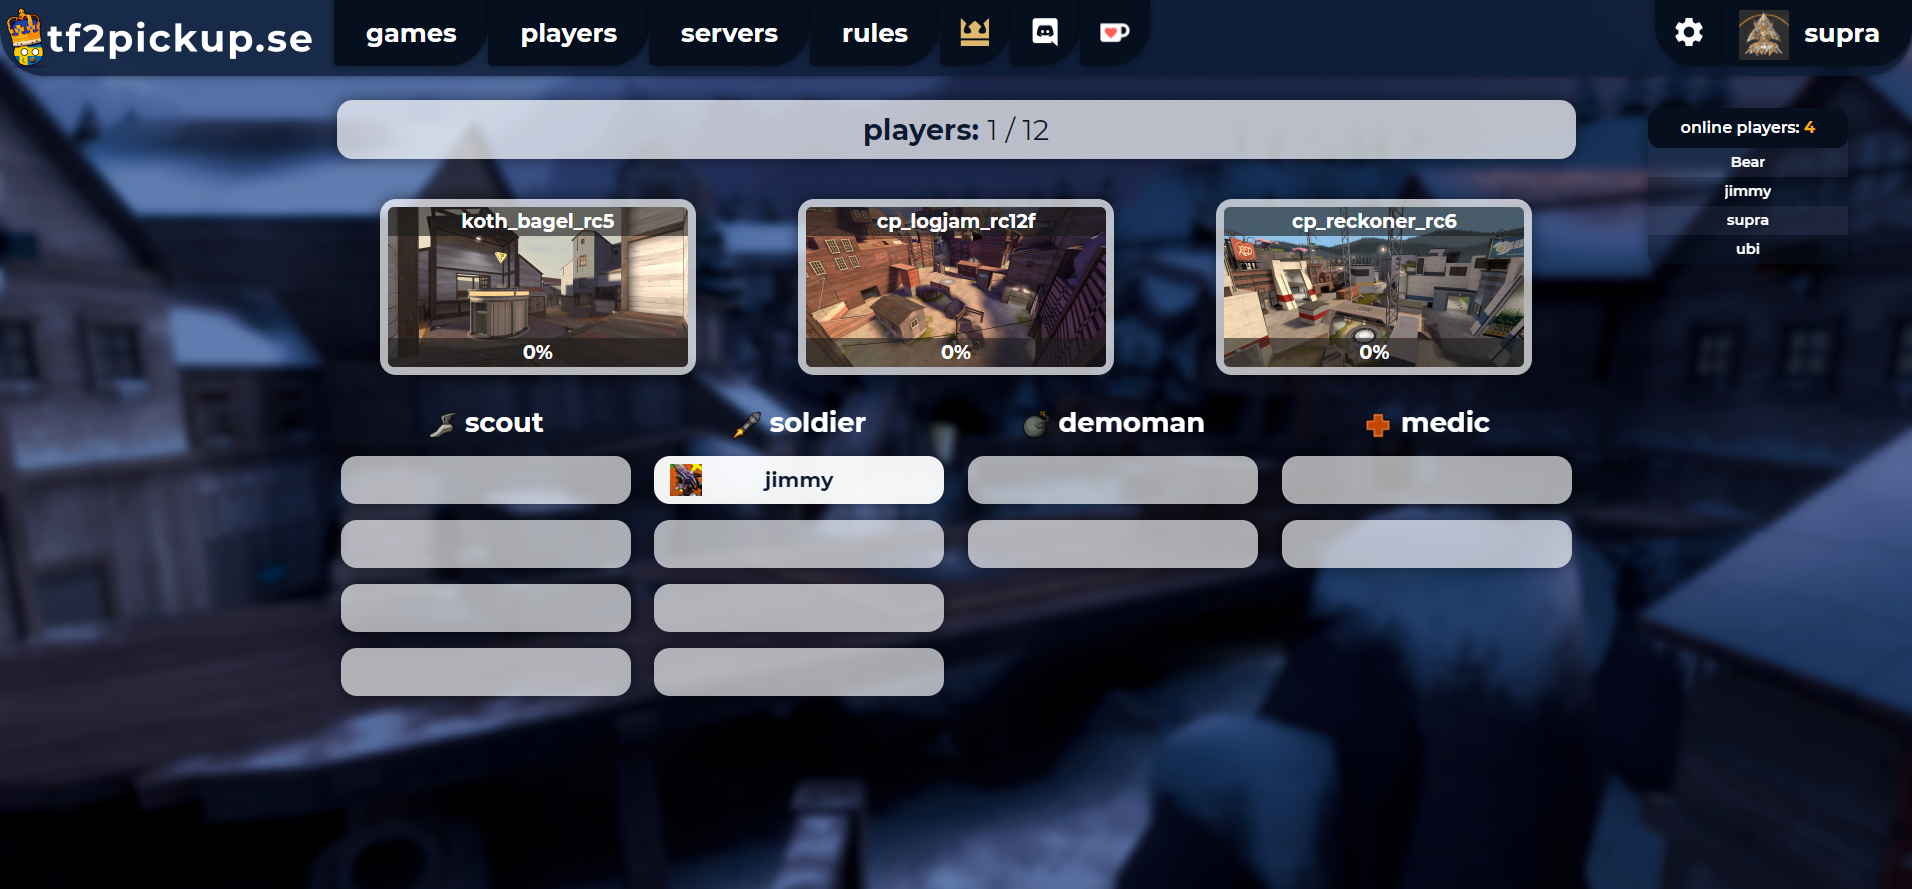 tf2pickup.se
games
players
servers
rules
supra
players: 1 / 12
online players: 4
Bear
jimmy
supra
ubi
koth_bagel_rc5
cp_logjam_rc12f
cp_reckoner_rc6
RED
0%
0%
0%
scout
soldier
demoman
medic
jimmy